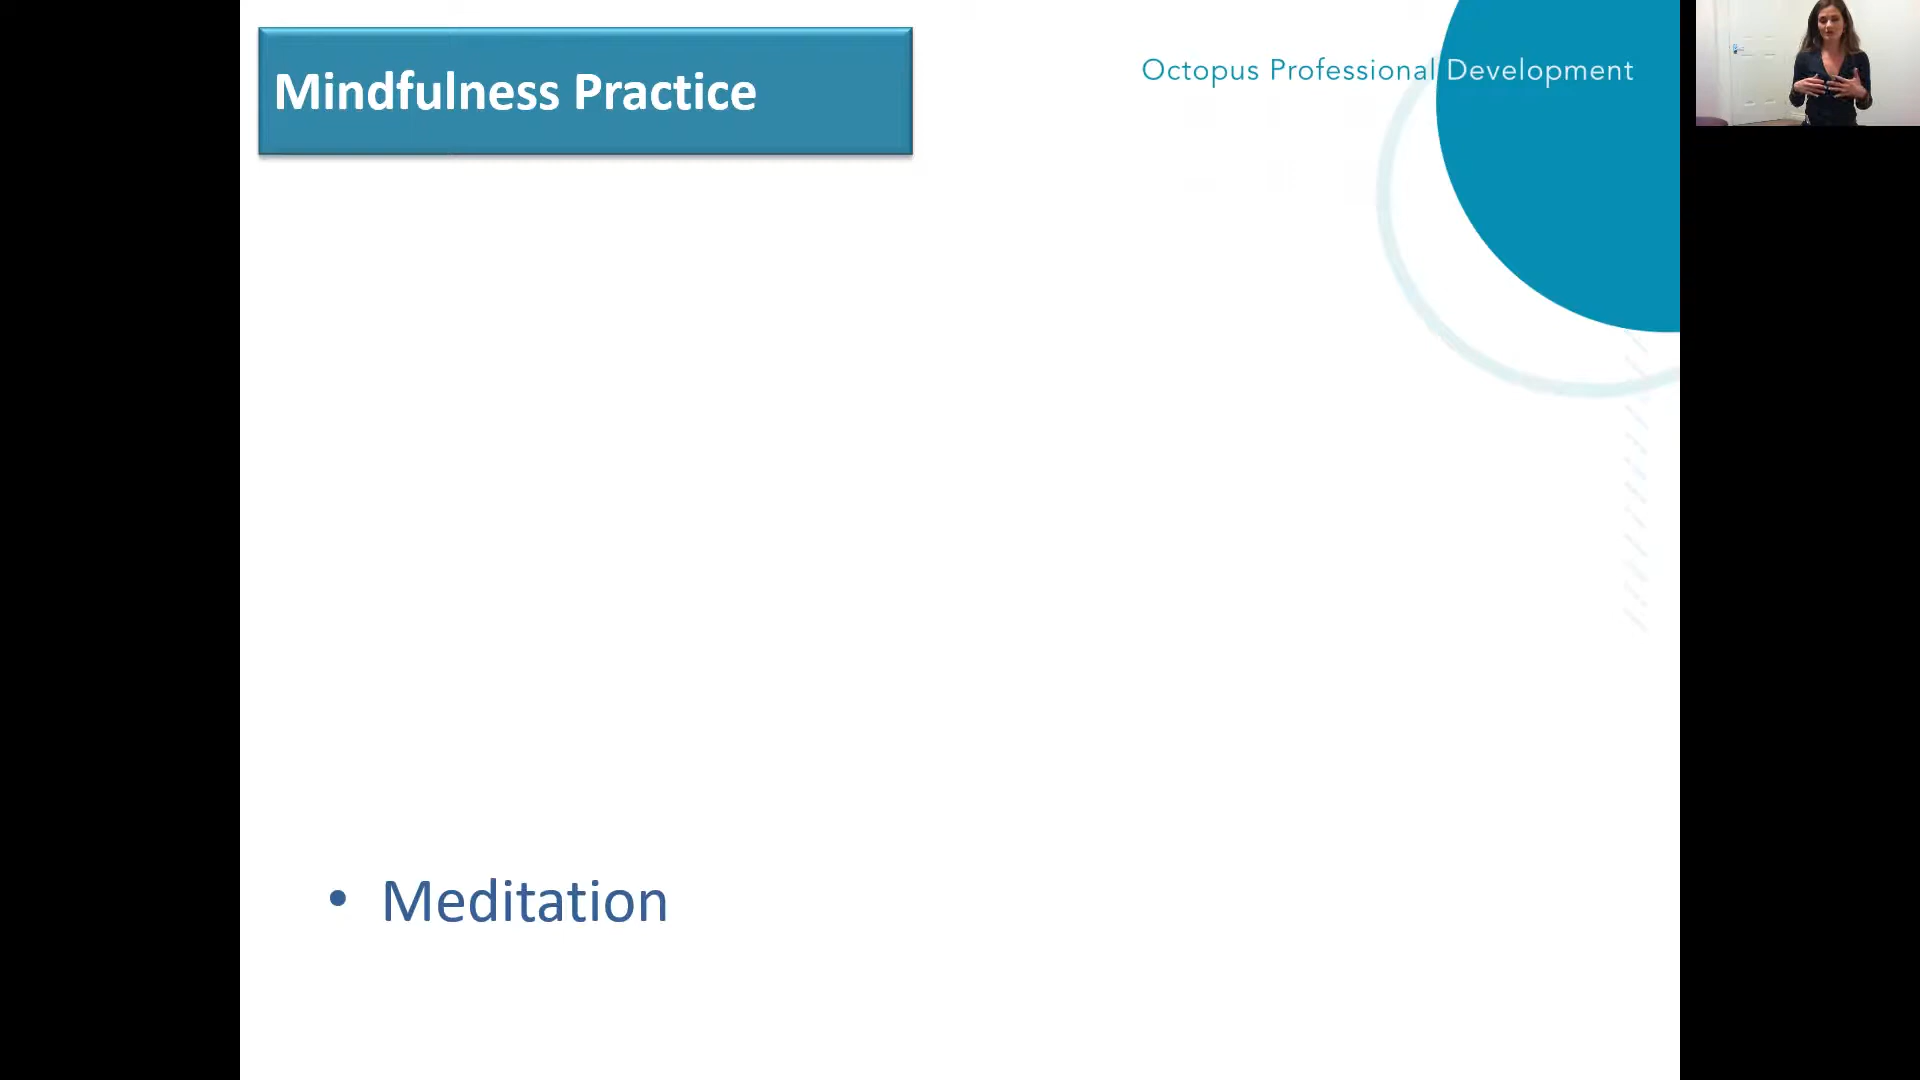 Mindfulness Practice
Octopus Professional Development
• Meditation